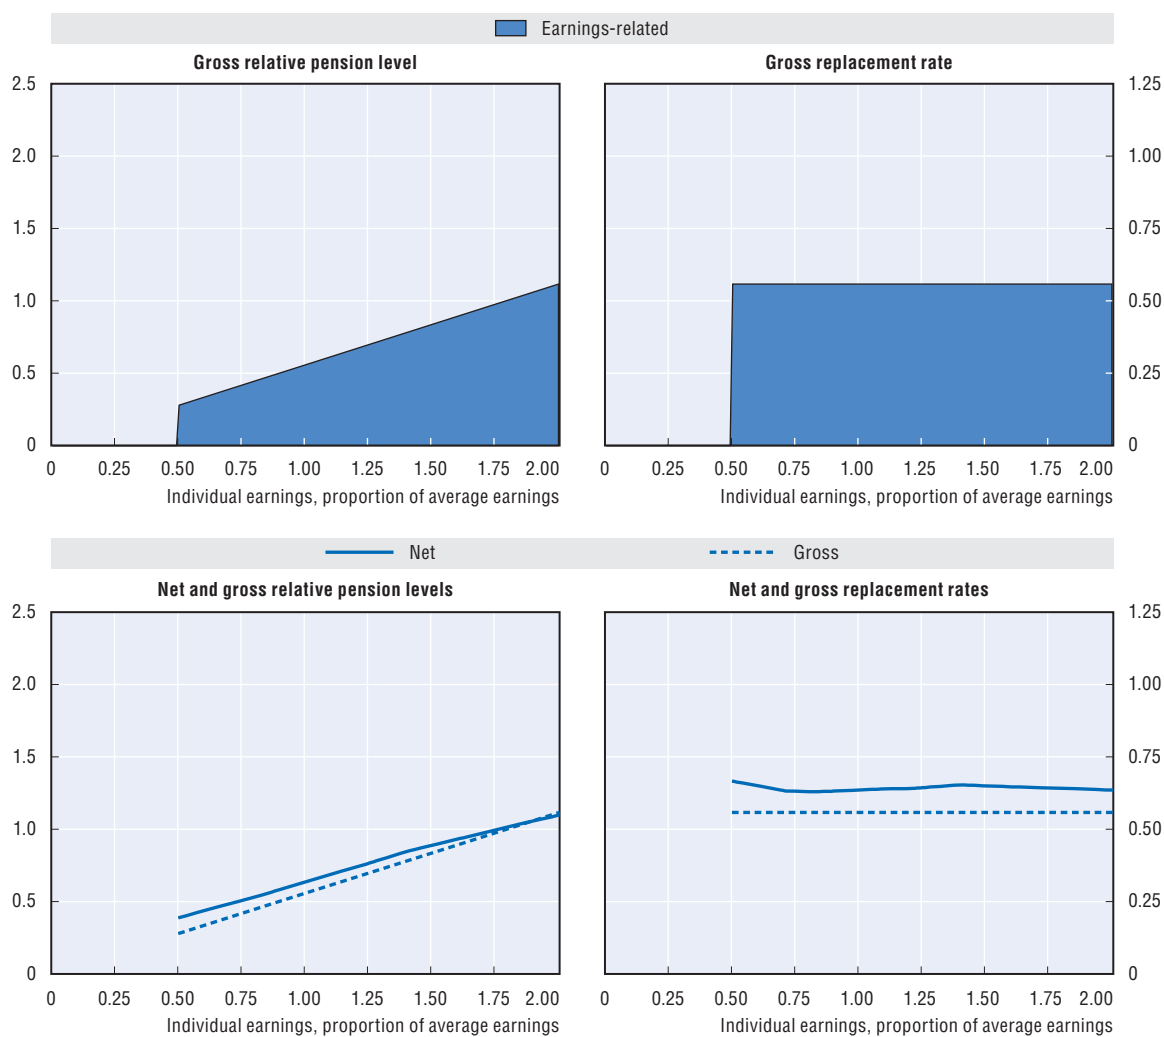 Earnings-related
Gross relative pension level
Gross replacement rate
2.5
2.0
1.5
1.0
0.5
0
1.25
1.00
0.75
0.50
0.25
0
0 0.25 0.50 0.75 1.00 1.25 1.50 1.75 2.00
0 0.25 0.50 0.75 1.00 1.25 1.50 1.75 2.00
Individual earnings, proportion of average earnings
Individual earnings, proportion of average earnings
Net Gross
Net and gross relative pension levels
Net and gross replacement rates
2.5
2.0
1.5
1.0
0.5
0
1.25
1.00
0.75
0.50
0.25
0
0 0.25 0.50 0.75 1.00 1.25 1.50 1.75 2.00
0 0.25 0.50 0.75 1.00 1.25 1.50 1.75 2.00
Individual earnings, proportion of average earnings
Individual earnings, proportion of average earnings